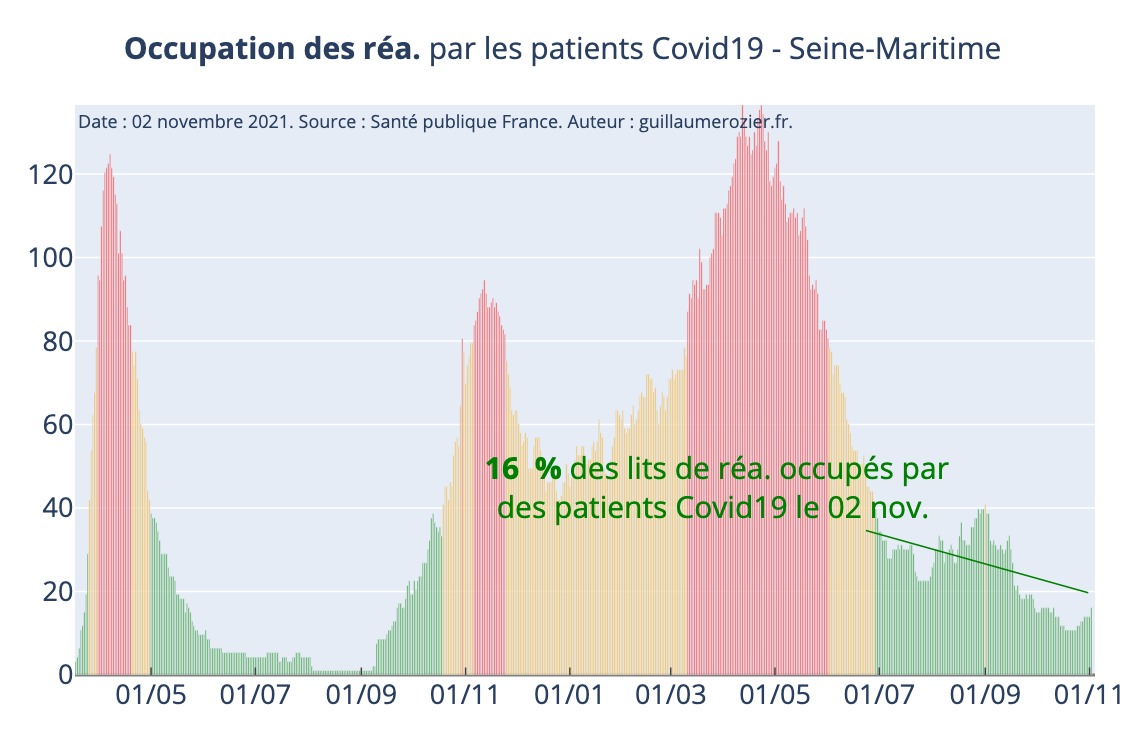 Occupation des réa. par les patients Covid19 - Seine-Maritime
Date : 02 novembre 2021. Source : Santé publique France. Auteur : guillaumerozier.fr.
120
100
80
60
40
20
0
16 % des lits de réa. occupés par
des patients Covid19 le 02 nov.
01/05 01/07 01/09 01/11 01/01 01/03 01/05 01/07 01/09 01/11